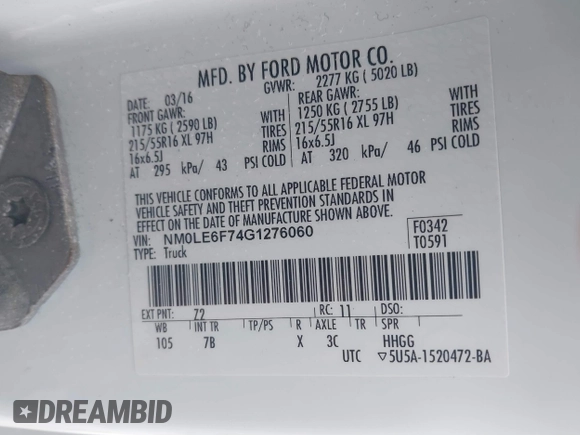 MFD. BY FORD MOTOR CO.
DATE: 03/16 GVWR: 2277 KG ( 5020 LB)
FRONT GAWR: REAR GAWR:
1175 KG ( 2590 LB) WITH 1250 KG ( 2755 LB) WITH
215/55R16 XL 97H TIRES 215/55R16 XL 97H TIRES
16x6.5J RIMS 16x6.5J RIMS
AT 295 kPa/ 43 PSI COLD AT 320 kPa/ 46 PSI COLD
THIS VEHICLE CONFORMS TO ALL APPLICABLE FEDERAL MOTOR
VEHICLE SAFETY AND THEFT PREVENTION STANDARDS IN
EFFECT ON THE DATE OF MANUFACTURE SHOWN ABOVE.
VIN: NM0LE6F74G1276060 F0342
TYPE: Truck T0591
EXT PNT: Z2 RC: 11 DSO:
WB INT TR TP/PS R AXLE TR SPR
105 7B X 3C HHGG
UTC ▽5U5A-1520472-BA
DREAMBID